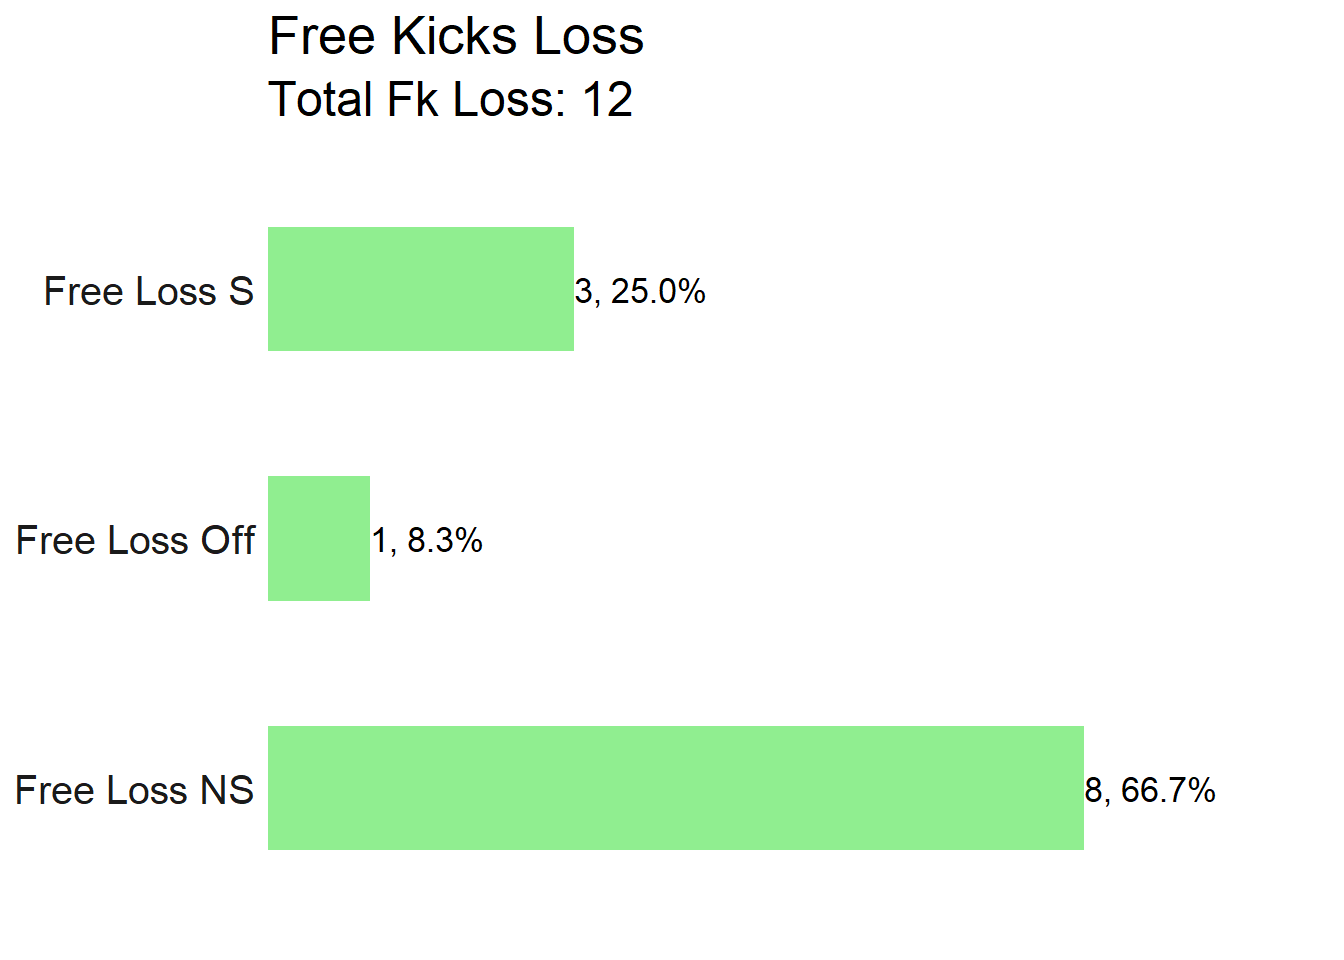 Free Kicks Loss
Total Fk Loss: 12
Free Loss S
3, 25.0%
Free Loss Off
1, 8.3%
Free Loss NS
8, 66.7%